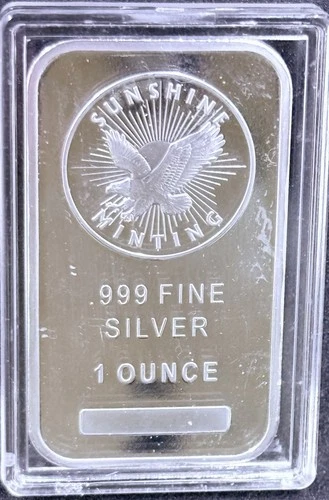 SUNSHINE
MINTING
.999 FINE
SILVER
1 OUNCE